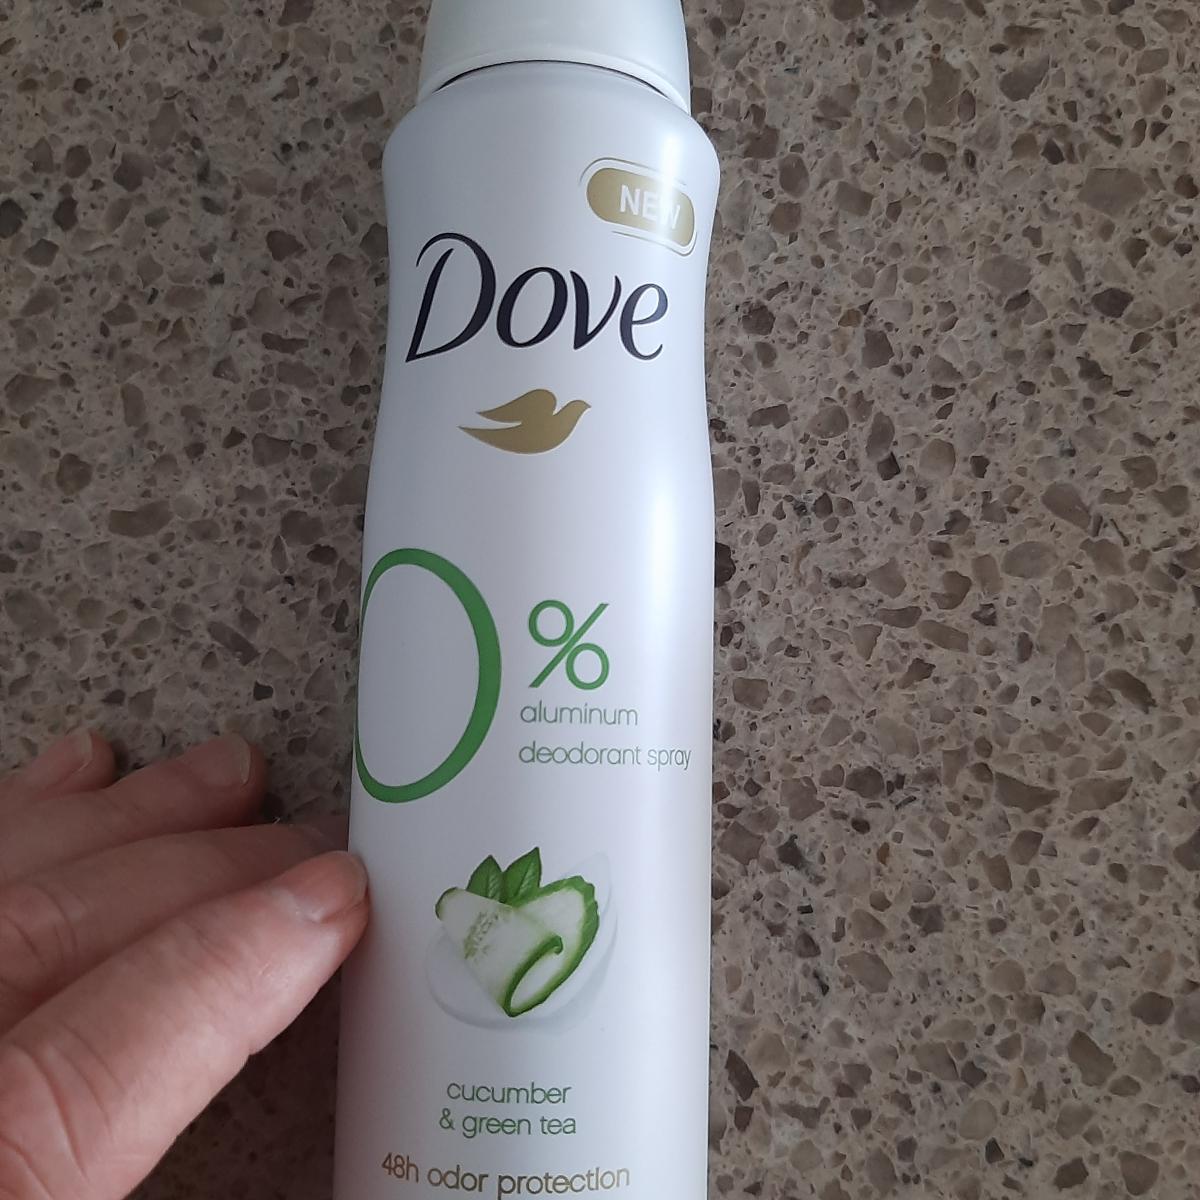 NEW
Dove
0%
aluminum
deodorant spray
cucumber
& green tea
48h odor protection